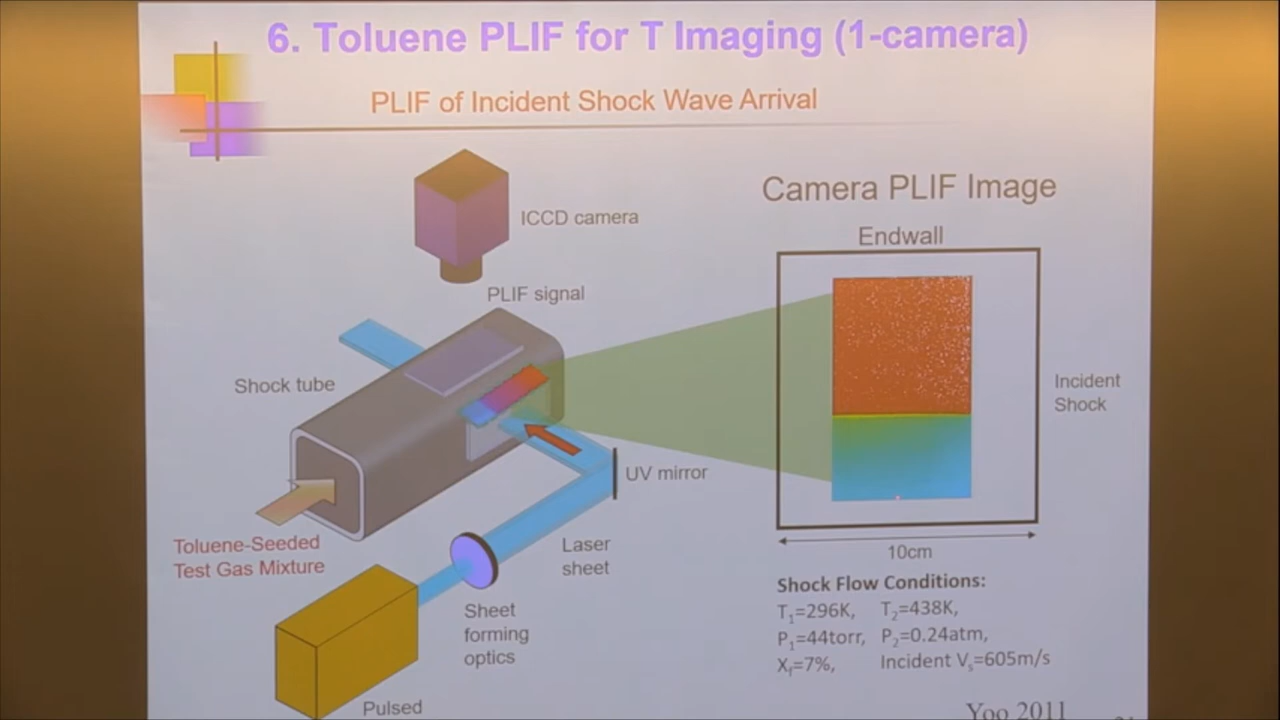 6. Toluene PLIF for T Imaging (1-camera)
PLIF of Incident Shock Wave Arrival
ICCD camera
PLIF signal
Shock tube
UV mirror
Toluene-Seeded
Test Gas Mixture
Laser
sheet
Sheet
forming
optics
Pulsed
Camera PLIF Image
Endwall
Incident
Shock
10cm
Shock Flow Conditions:
T₁=296K, T₂=438K,
P₁=44torr, P₂=0.24atm,
Xf=7%, Incident Vs=605m/s
Yoo 2011